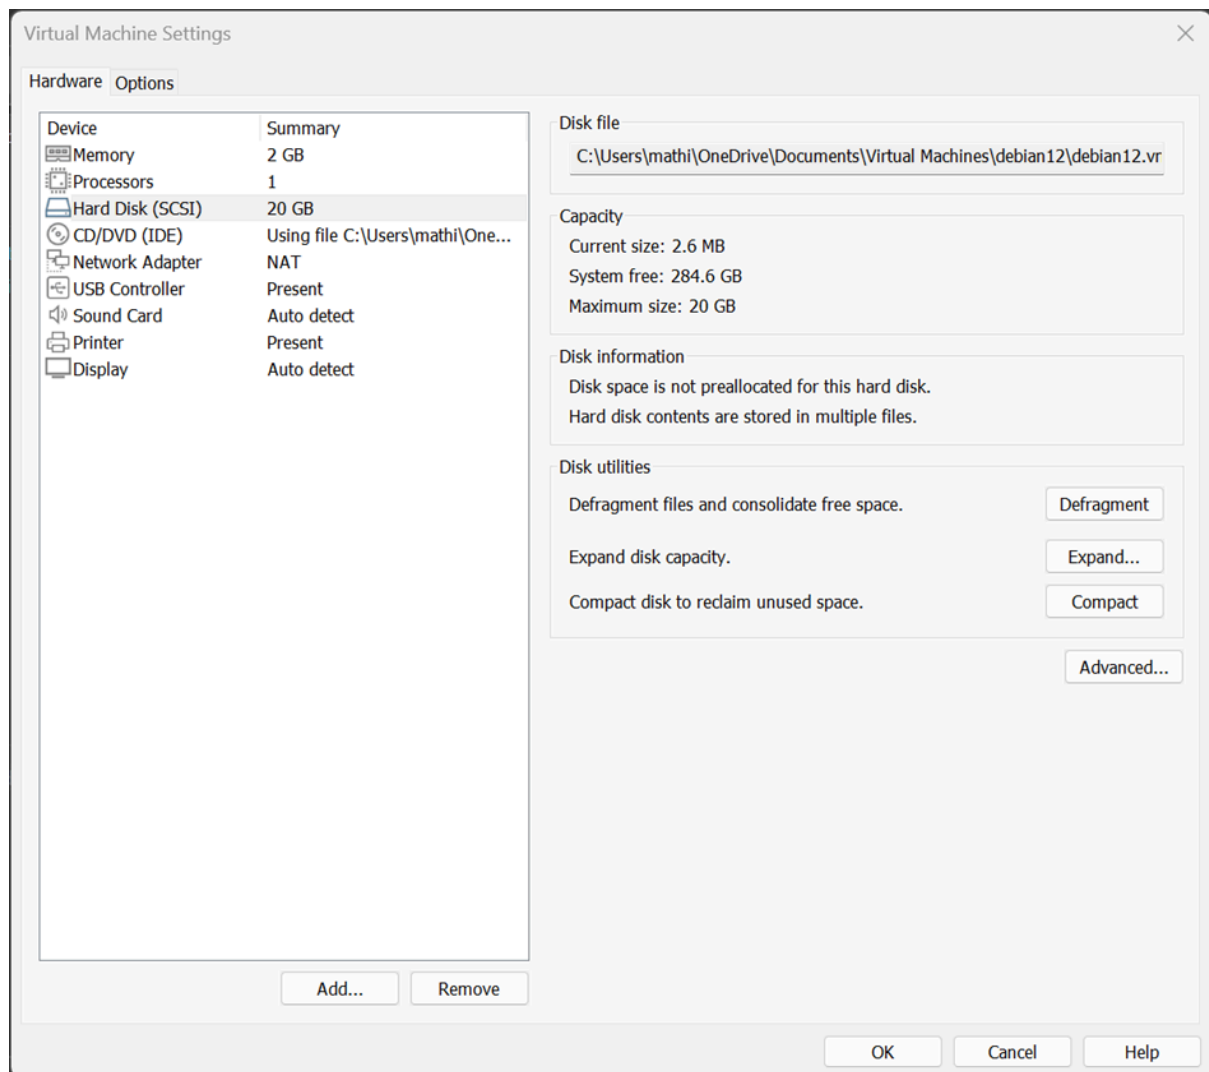 Virtual Machine Settings
Hardware Options
Device Summary
Memory 2 GB
Processors 1
Hard Disk (SCSI) 20 GB
CD/DVD (IDE) Using file C:\Users\mathi\One...
Network Adapter NAT
USB Controller Present
Sound Card Auto detect
Printer Present
Display Auto detect
Add... Remove
Disk file
C:\Users\mathi\OneDrive\Documents\Virtual Machines\debian12\debian12.vr
Capacity
Current size: 2.6 MB
System free: 284.6 GB
Maximum size: 20 GB
Disk information
Disk space is not preallocated for this hard disk.
Hard disk contents are stored in multiple files.
Disk utilities
Defragment files and consolidate free space. Defragment
Expand disk capacity. Expand...
Compact disk to reclaim unused space. Compact
Advanced...
OK Cancel Help